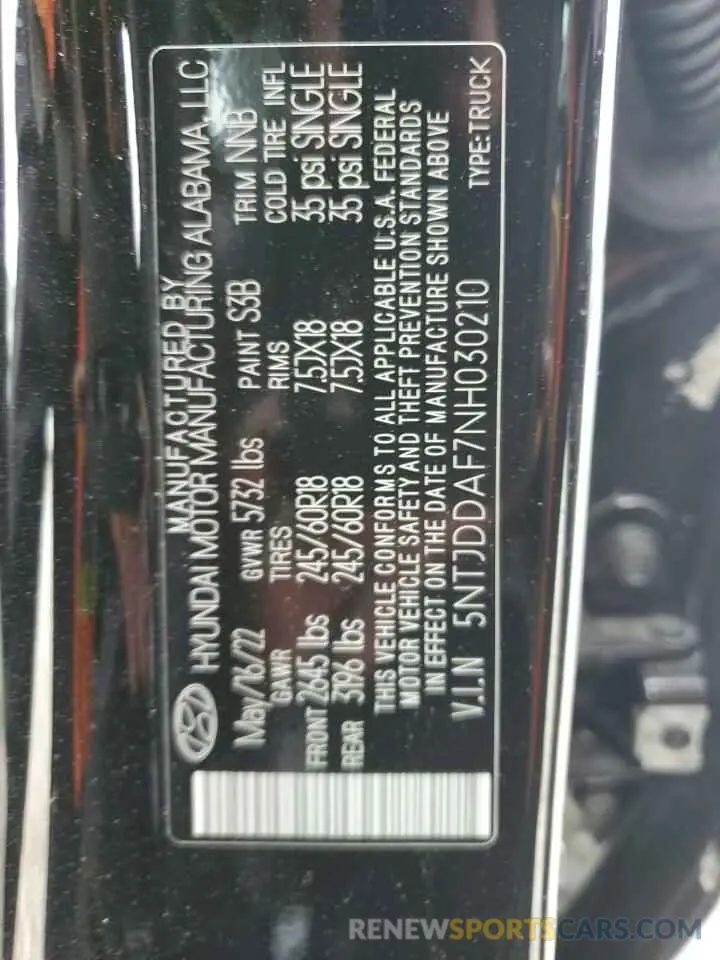 MANUFACTURED BY
HYUNDAI MOTOR MANUFACTURING ALABAMA, LLC
May/16/22 GVWR 5732 lbs PAINT S3B TRIM NNB
GAWR TIRES RIMS COLD TIRE INFL
FRONT 2645 lbs 245/60R18 7.5JX18 35 psi SINGLE
REAR 3196 lbs 245/60R18 7.5JX18 35 psi SINGLE
THIS VEHICLE CONFORMS TO ALL APPLICABLE U.S.A. FEDERAL
MOTOR VEHICLE SAFETY AND THEFT PREVENTION STANDARDS
IN EFFECT ON THE DATE OF MANUFACTURE SHOWN ABOVE
V.I.N 5NTJDDAF7NH030210 TYPE:TRUCK
RENEWSPORTSCARS.COM